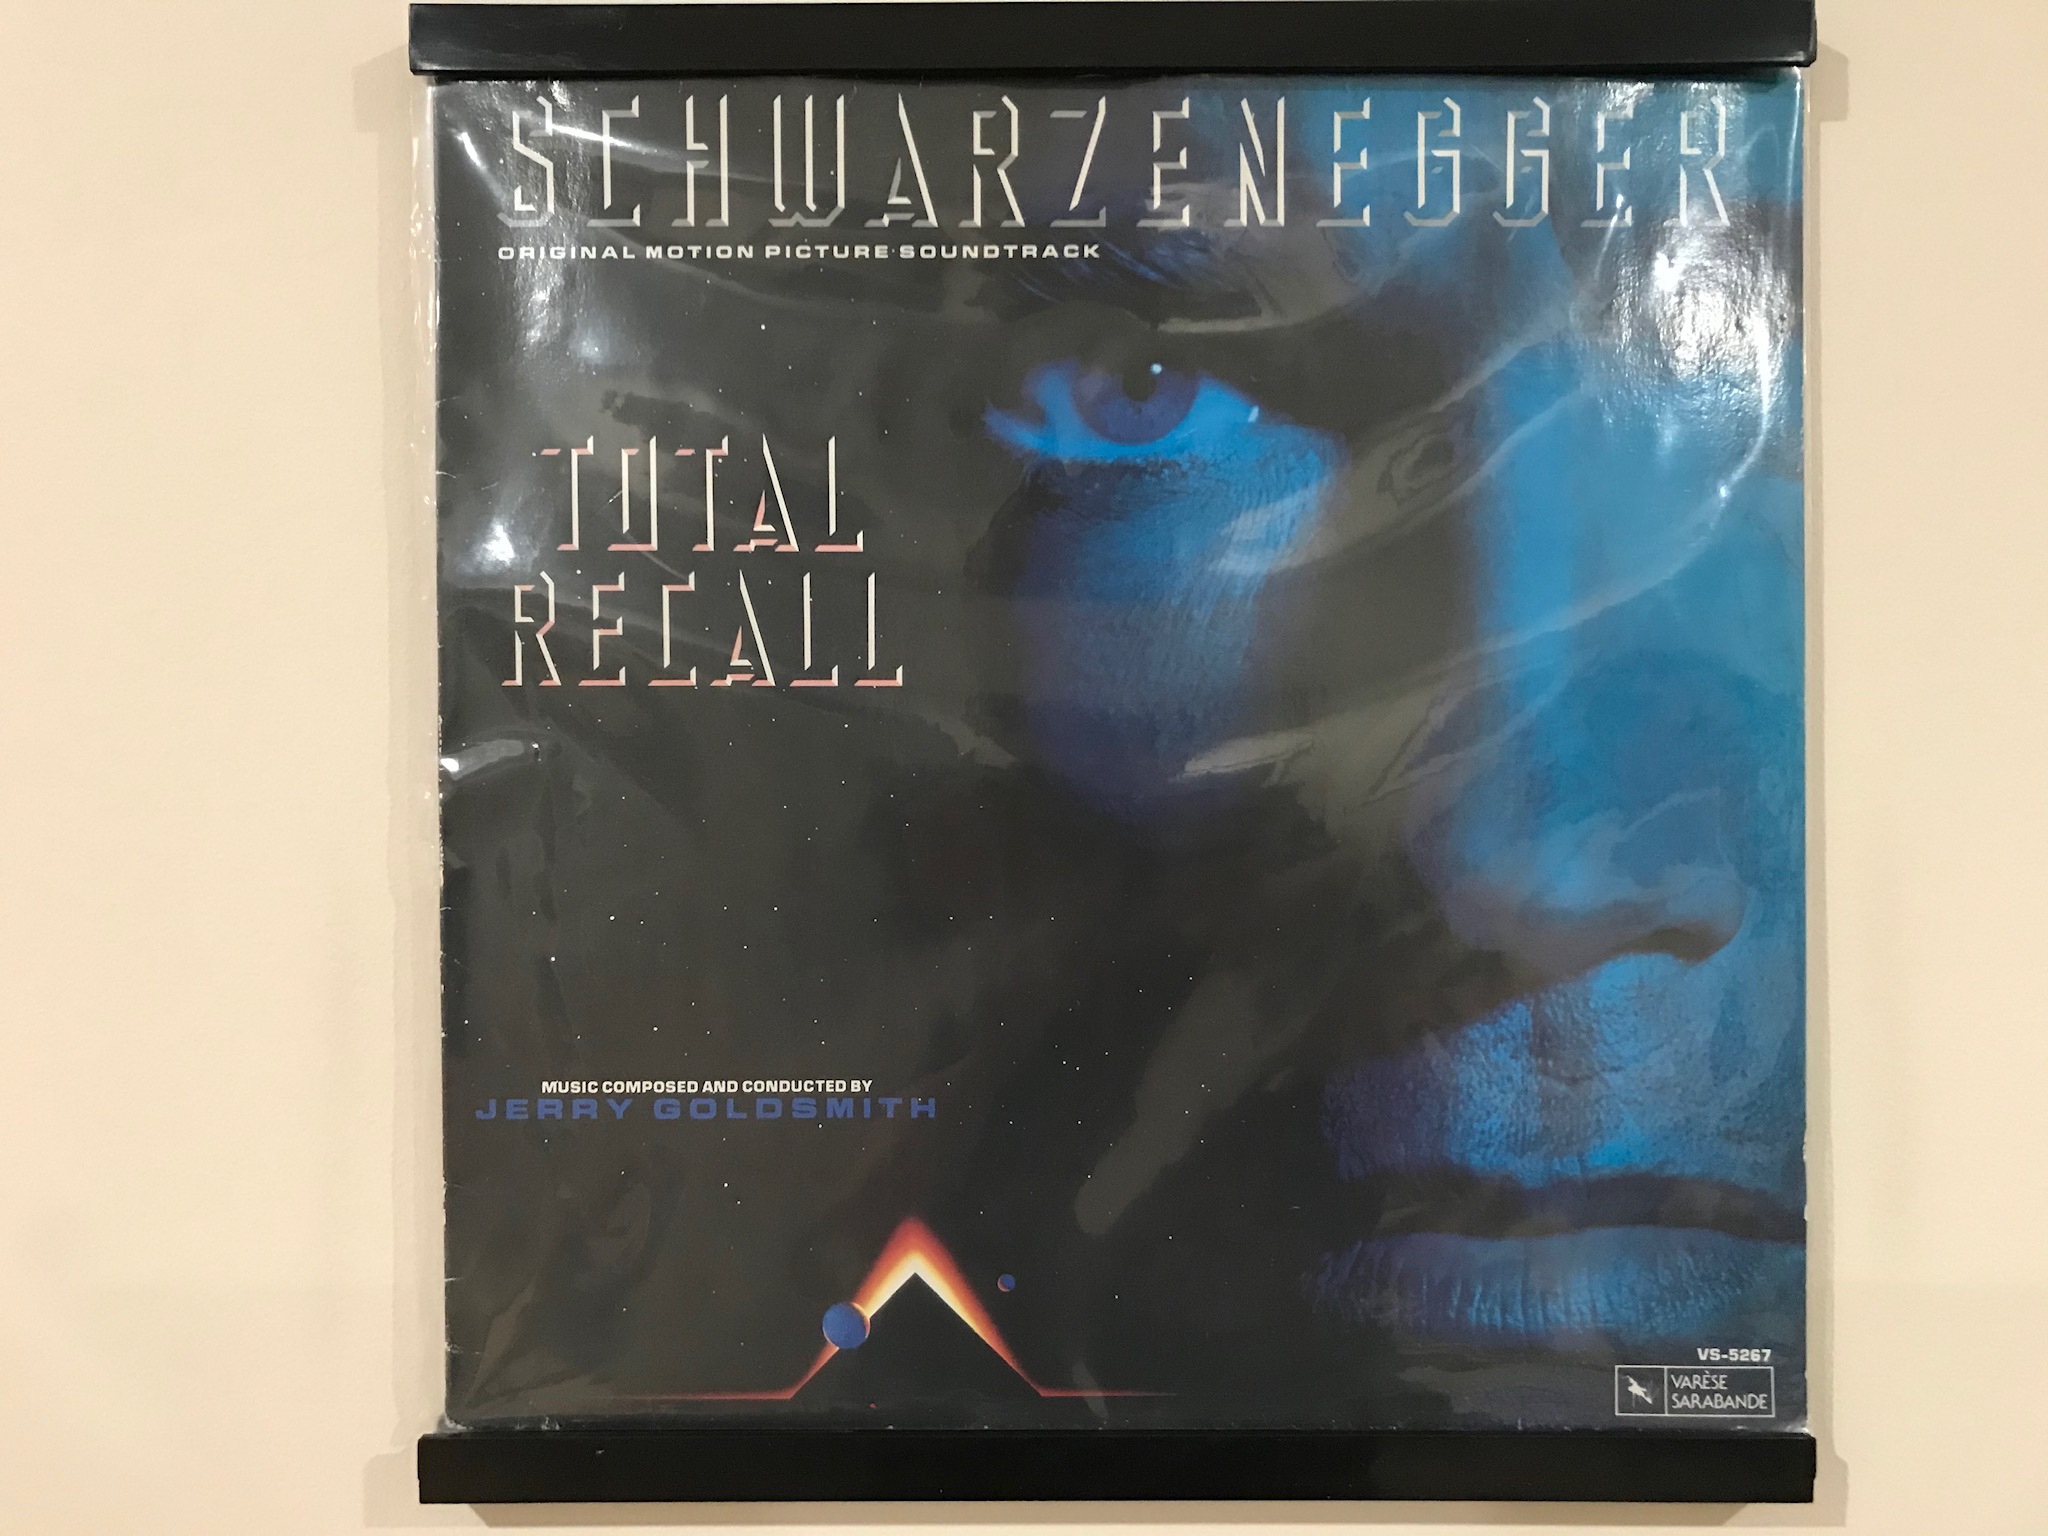 SCHWARZENEGGER
ORIGINAL MOTION PICTURE SOUNDTRACK
TOTAL
RECALL
MUSIC COMPOSED AND CONDUCTED BY
JERRY GOLDSMITH
VS-5267
VARÈSE
SARABANDE